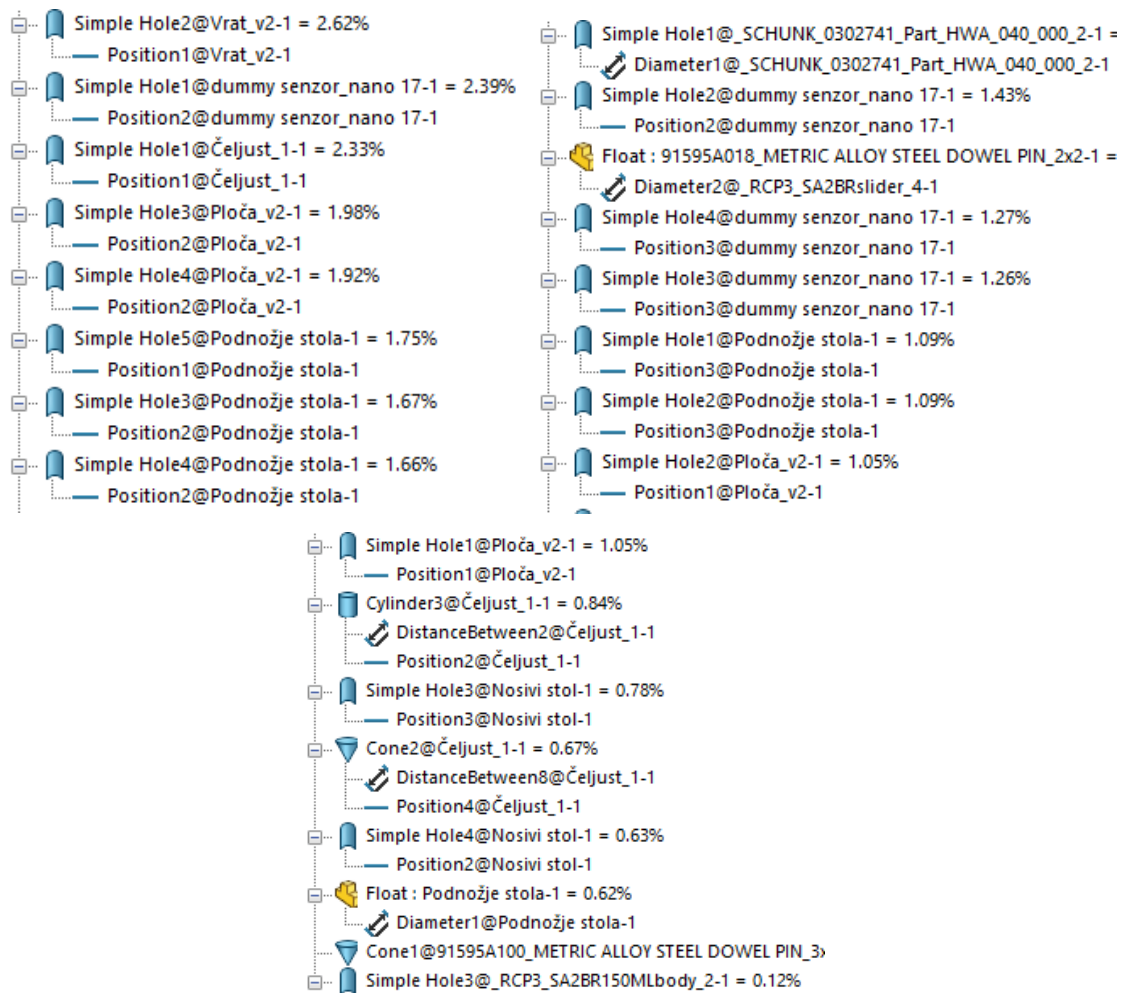 Simple Hole2@Vrat_v2-1 = 2.62%
Position1@Vrat_v2-1
Simple Hole1@dummy senzor_nano 17-1 = 2.39%
Position2@dummy senzor_nano 17-1
Simple Hole1@Čeljust_1-1 = 2.33%
Position1@Čeljust_1-1
Simple Hole3@Ploča_v2-1 = 1.98%
Position2@Ploča_v2-1
Simple Hole4@Ploča_v2-1 = 1.92%
Position2@Ploča_v2-1
Simple Hole5@Podnožje stola-1 = 1.75%
Position1@Podnožje stola-1
Simple Hole3@Podnožje stola-1 = 1.67%
Position2@Podnožje stola-1
Simple Hole4@Podnožje stola-1 = 1.66%
Position2@Podnožje stola-1
Simple Hole1@_SCHUNK_0302741_Part_HWA_040_000_2-1 =
Diameter1@_SCHUNK_0302741_Part_HWA_040_000_2-1
Simple Hole2@dummy senzor_nano 17-1 = 1.43%
Position2@dummy senzor_nano 17-1
Float : 91595A018_METRIC ALLOY STEEL DOWEL PIN_2x2-1 =
Diameter2@_RCP3_SA2BRslider_4-1
Simple Hole4@dummy senzor_nano 17-1 = 1.27%
Position3@dummy senzor_nano 17-1
Simple Hole3@dummy senzor_nano 17-1 = 1.26%
Position3@dummy senzor_nano 17-1
Simple Hole1@Podnožje stola-1 = 1.09%
Position3@Podnožje stola-1
Simple Hole2@Podnožje stola-1 = 1.09%
Position3@Podnožje stola-1
Simple Hole2@Ploča_v2-1 = 1.05%
Position1@Ploča_v2-1
Simple Hole1@Ploča_v2-1 = 1.05%
Position1@Ploča_v2-1
Cylinder3@Čeljust_1-1 = 0.84%
DistanceBetween2@Čeljust_1-1
Position2@Čeljust_1-1
Simple Hole3@Nosivi stol-1 = 0.78%
Position3@Nosivi stol-1
Cone2@Čeljust_1-1 = 0.67%
DistanceBetween8@Čeljust_1-1
Position4@Čeljust_1-1
Simple Hole4@Nosivi stol-1 = 0.63%
Position2@Nosivi stol-1
Float : Podnožje stola-1 = 0.62%
Diameter1@Podnožje stola-1
Cone1@91595A100_METRIC ALLOY STEEL DOWEL PIN_3x
Simple Hole3@_RCP3_SA2BR150MLbody_2-1 = 0.12%